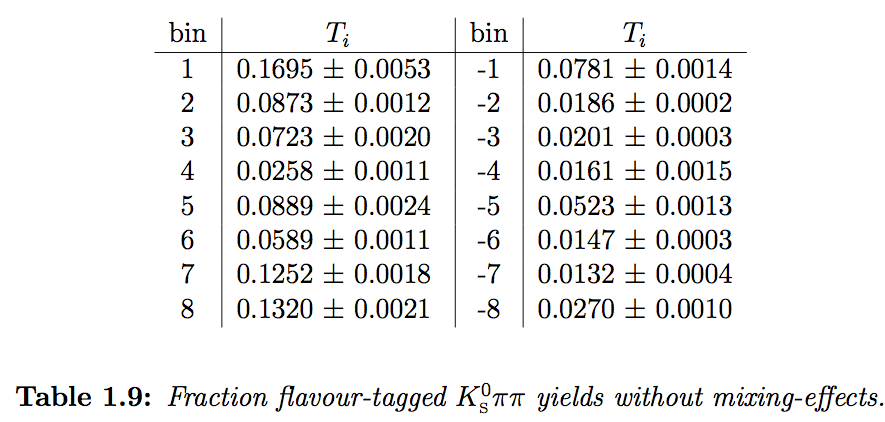 bin Tᵢ bin Tᵢ
1 0.1695 ± 0.0053 -1 0.0781 ± 0.0014
2 0.0873 ± 0.0012 -2 0.0186 ± 0.0002
3 0.0723 ± 0.0020 -3 0.0201 ± 0.0003
4 0.0258 ± 0.0011 -4 0.0161 ± 0.0015
5 0.0889 ± 0.0024 -5 0.0523 ± 0.0013
6 0.0589 ± 0.0011 -6 0.0147 ± 0.0003
7 0.1252 ± 0.0018 -7 0.0132 ± 0.0004
8 0.1320 ± 0.0021 -8 0.0270 ± 0.0010
Table 1.9: Fraction flavour-tagged K⁰ₛππ yields without mixing-effects.